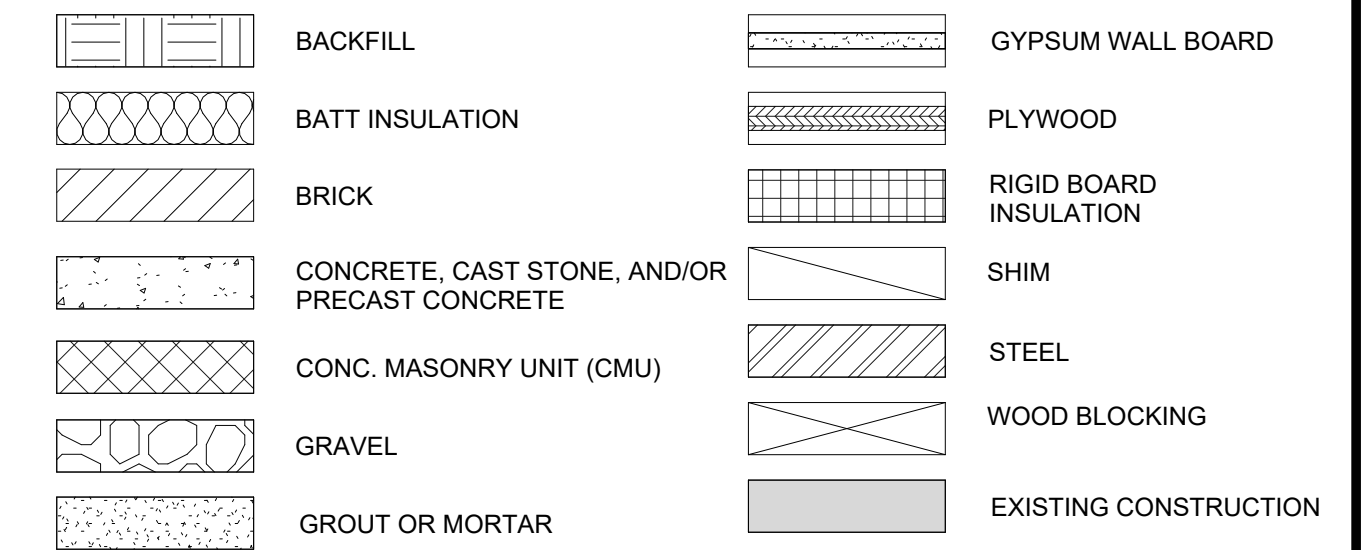 BACKFILL
BATT INSULATION
BRICK
CONCRETE, CAST STONE, AND/OR
PRECAST CONCRETE
CONC. MASONRY UNIT (CMU)
GRAVEL
GROUT OR MORTAR
GYPSUM WALL BOARD
PLYWOOD
RIGID BOARD
INSULATION
SHIM
STEEL
WOOD BLOCKING
EXISTING CONSTRUCTION